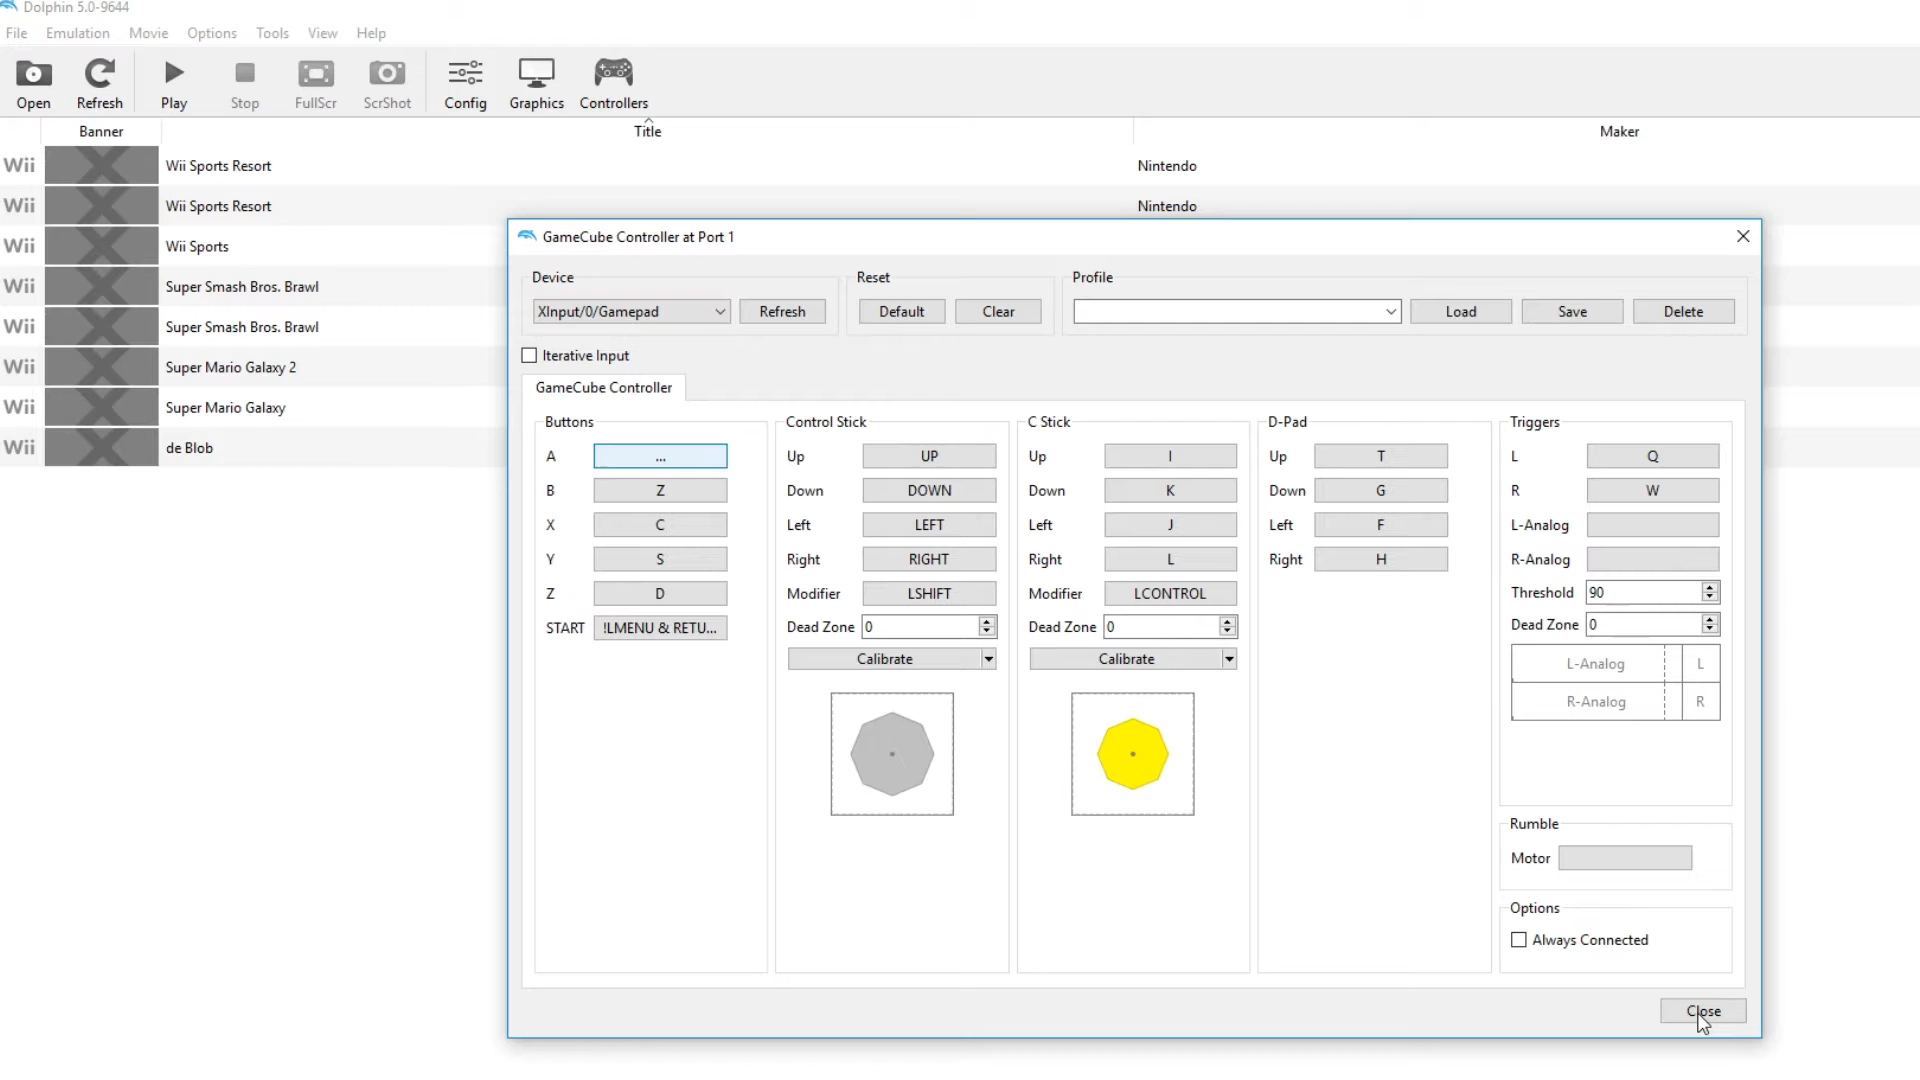 Dolphin 5.0-9644
File Emulation Movie Options Tools View Help
Open Refresh Play Stop FullScr ScrShot Config Graphics Controllers
Banner Title Maker
Wii Wii Sports Resort Nintendo
Wii Wii Sports Resort Nintendo
Wii Wii Sports
Wii Super Smash Bros. Brawl
Wii Super Smash Bros. Brawl
Wii Super Mario Galaxy 2
Wii Super Mario Galaxy
Wii de Blob
GameCube Controller at Port 1
Device Reset Profile
XInput/0/Gamepad Refresh Default Clear Load Save Delete
Iterative Input
GameCube Controller
Buttons
A ...
B Z
X C
Y S
Z D
START !LMENU & RETU...
Control Stick
Up UP
Down DOWN
Left LEFT
Right RIGHT
Modifier LSHIFT
Dead Zone 0
Calibrate
C Stick
Up I
Down K
Left J
Right L
Modifier LCONTROL
Dead Zone 0
Calibrate
D-Pad
Up T
Down G
Left F
Right H
Triggers
L Q
R W
L-Analog
R-Analog
Threshold 90
Dead Zone 0
L-Analog L
R-Analog R
Rumble
Motor
Options
Always Connected
Close